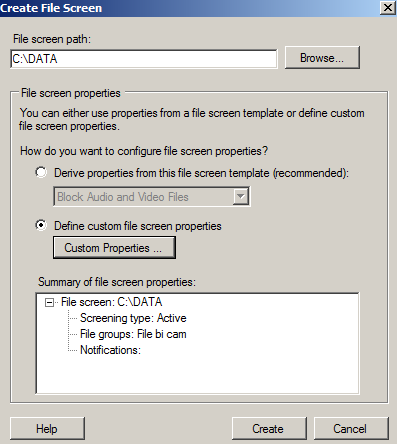 Create File Screen
File screen path:
C:\DATA
Browse...
File screen properties
You can either use properties from a file screen template or define custom
file screen properties.
How do you want to configure file screen properties?
Derive properties from this file screen template (recommended):
Block Audio and Video Files
Define custom file screen properties
Custom Properties ...
Summary of file screen properties:
File screen: C:\DATA
Screening type: Active
File groups: File bi cam
Notifications:
Help
Create
Cancel